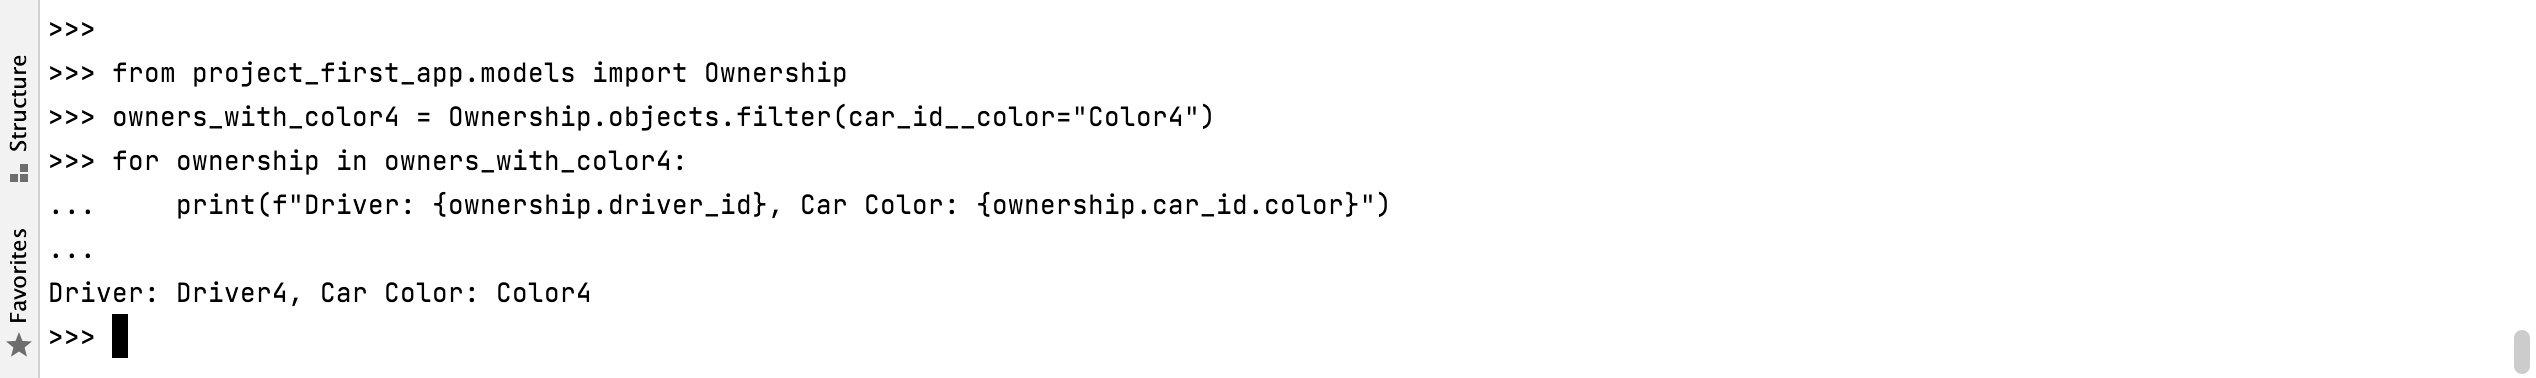 >>>
>>> from project_first_app.models import Ownership
>>> owners_with_color4 = Ownership.objects.filter(car_id__color="Color4")
>>> for ownership in owners_with_color4:
...     print(f"Driver: {ownership.driver_id}, Car Color: {ownership.car_id.color}")
...
Driver: Driver4, Car Color: Color4
>>>
Structure
Favorites